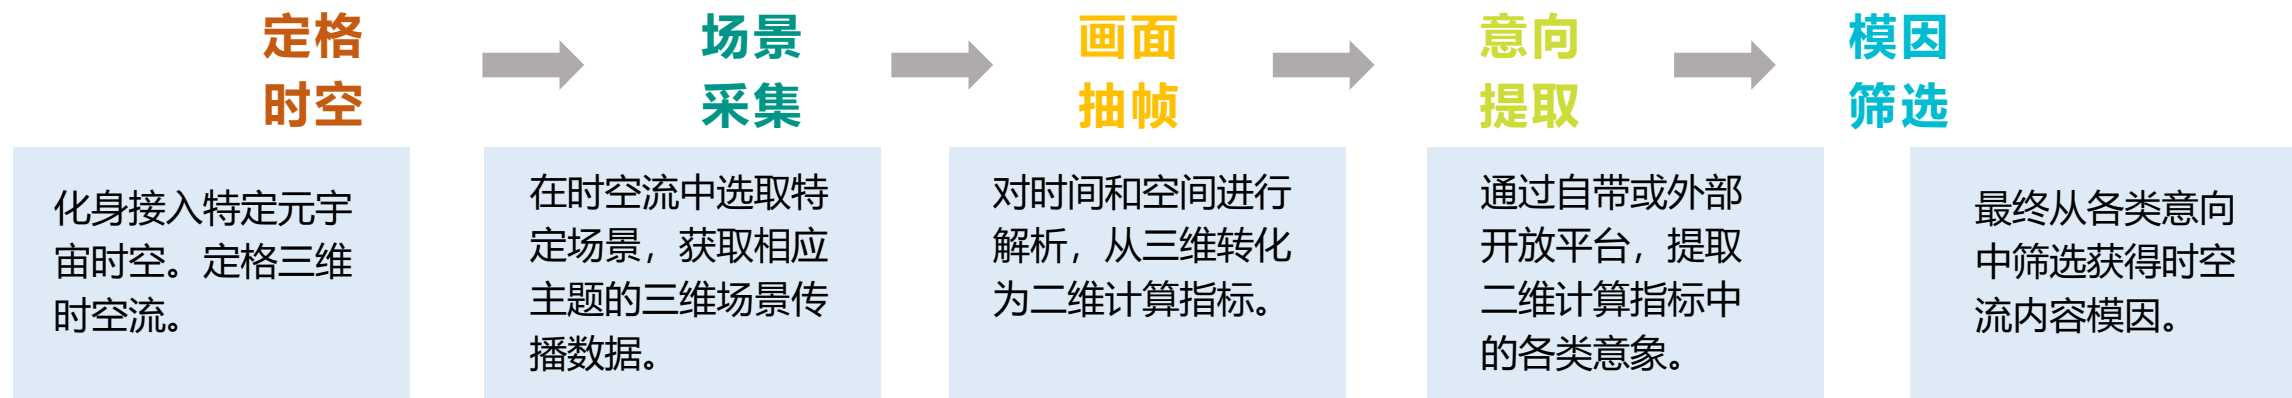 定格
时空
场景
采集
画面
抽帧
意向
提取
模因
筛选
化身接入特定元宇
宙时空。定格三维
时空流。
在时空流中选取特
定场景，获取相应
主题的三维场景传
播数据。
对时间和空间进行
解析，从三维转化
为二维计算指标。
通过自带或外部
开放平台，提取
二维计算指标中
的各类意象。
最终从各类意向
中筛选获得时空
流内容模因。